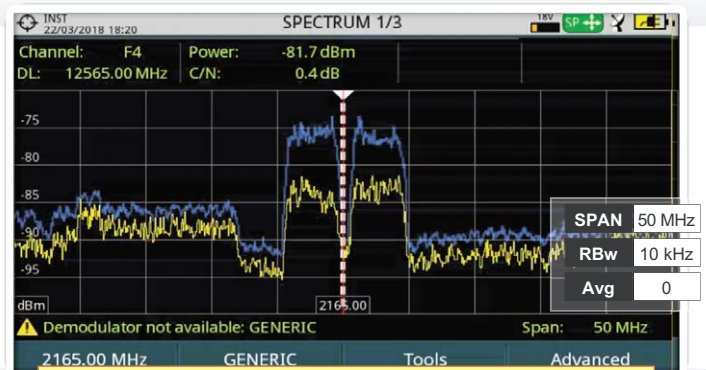 INST
22/03/2018 18:20
SPECTRUM 1/3
18V
SP
Channel: F4 Power: -81.7 dBm
DL: 12565.00 MHz C/N: 0.4 dB
-75
-80
-85
-90
-95
dBm
2165.00
SPAN 50 MHz
RBw 10 kHz
Avg 0
Demodulator not available: GENERIC Span: 50 MHz
2165.00 MHz GENERIC Tools Advanced